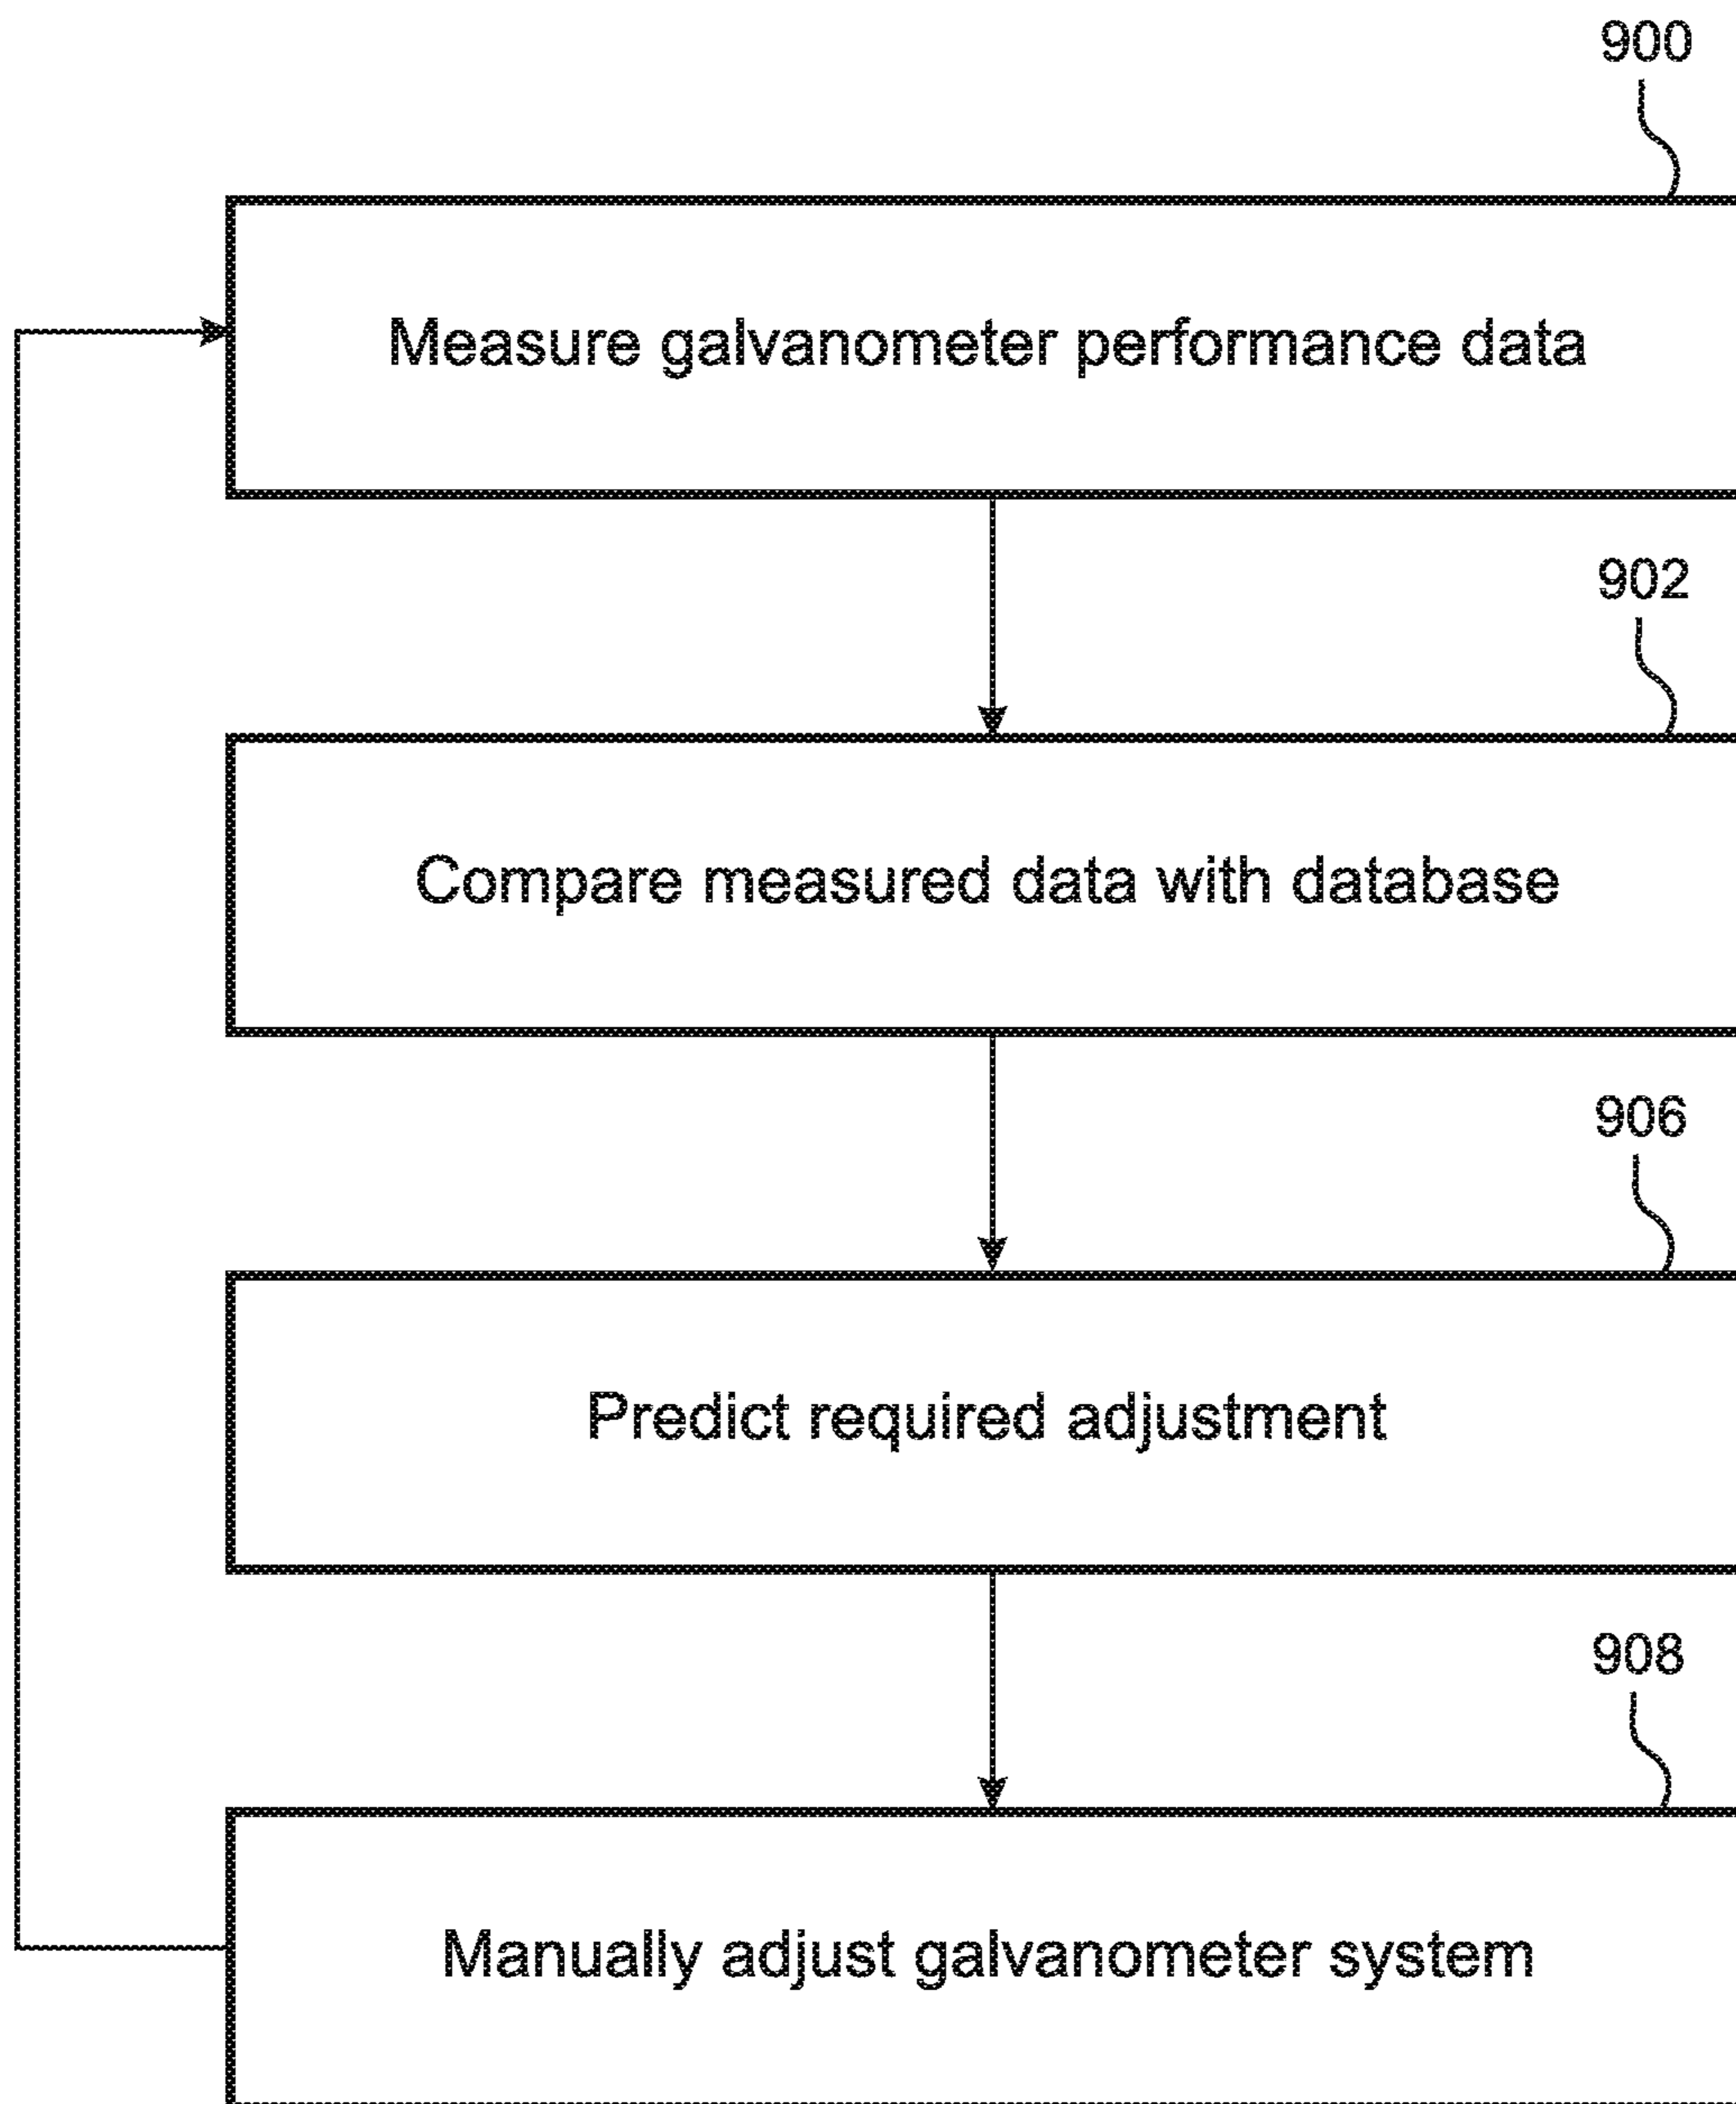 900
Measure galvanometer performance data
902
Compare measured data with database
906
Predict required adjustment
908
Manually adjust galvanometer system